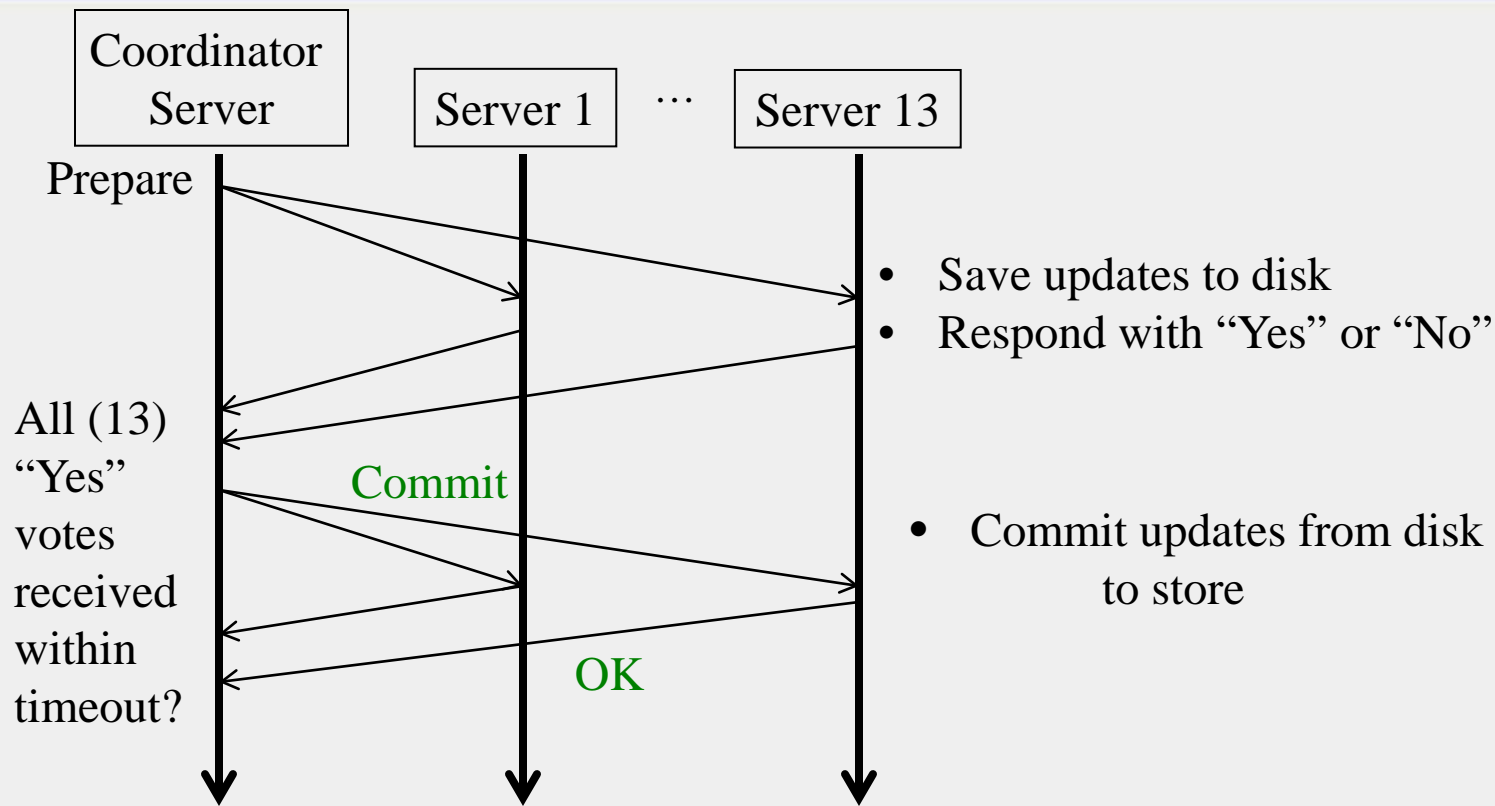 Coordinator
Server
Server 1
…
Server 13
Prepare
• Save updates to disk
• Respond with “Yes” or “No”
All (13)
“Yes”
votes
received
within
timeout?
Commit
• Commit updates from disk
to store
OK